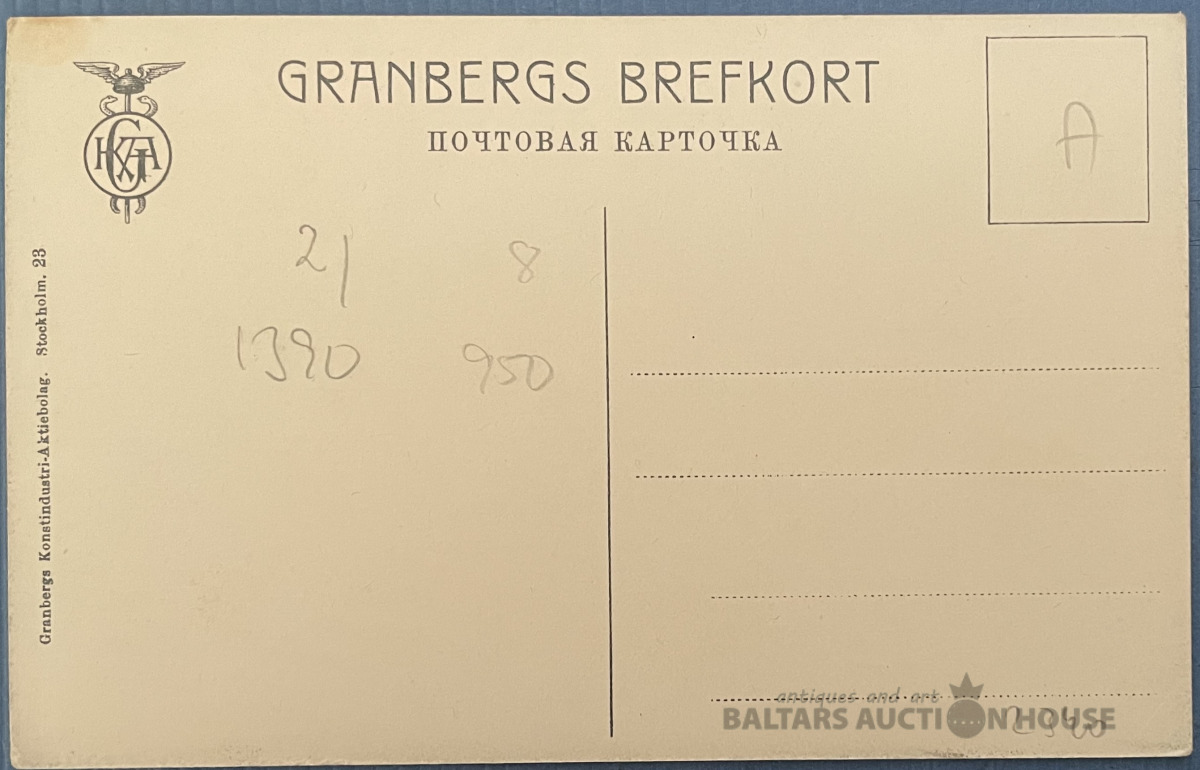 GRANBERGS BREFKORT
ПОЧТОВАЯ КАРТОЧКА
A
Granbergs Konstindustri-Aktiebolag. Stockholm. 23
21 8
1390 950
antiques and art
BALTARS AUCTION HOUSE